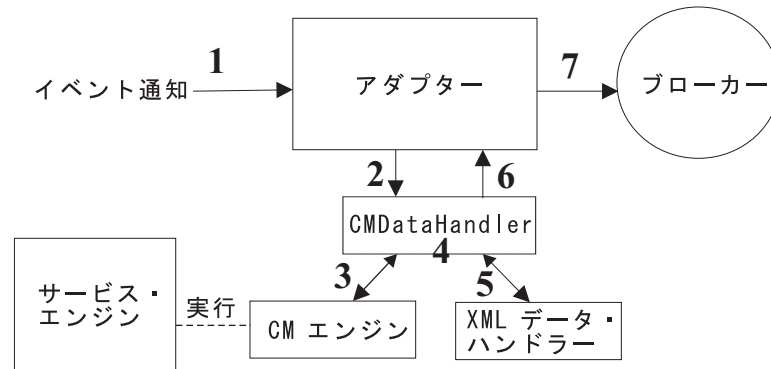 1
イベント通知
アダプター
7
ブローカー
2
6
CMDataHandler
4
3
5
サービス・
エンジン
実行
CM エンジン
XML データ・
ハンドラー